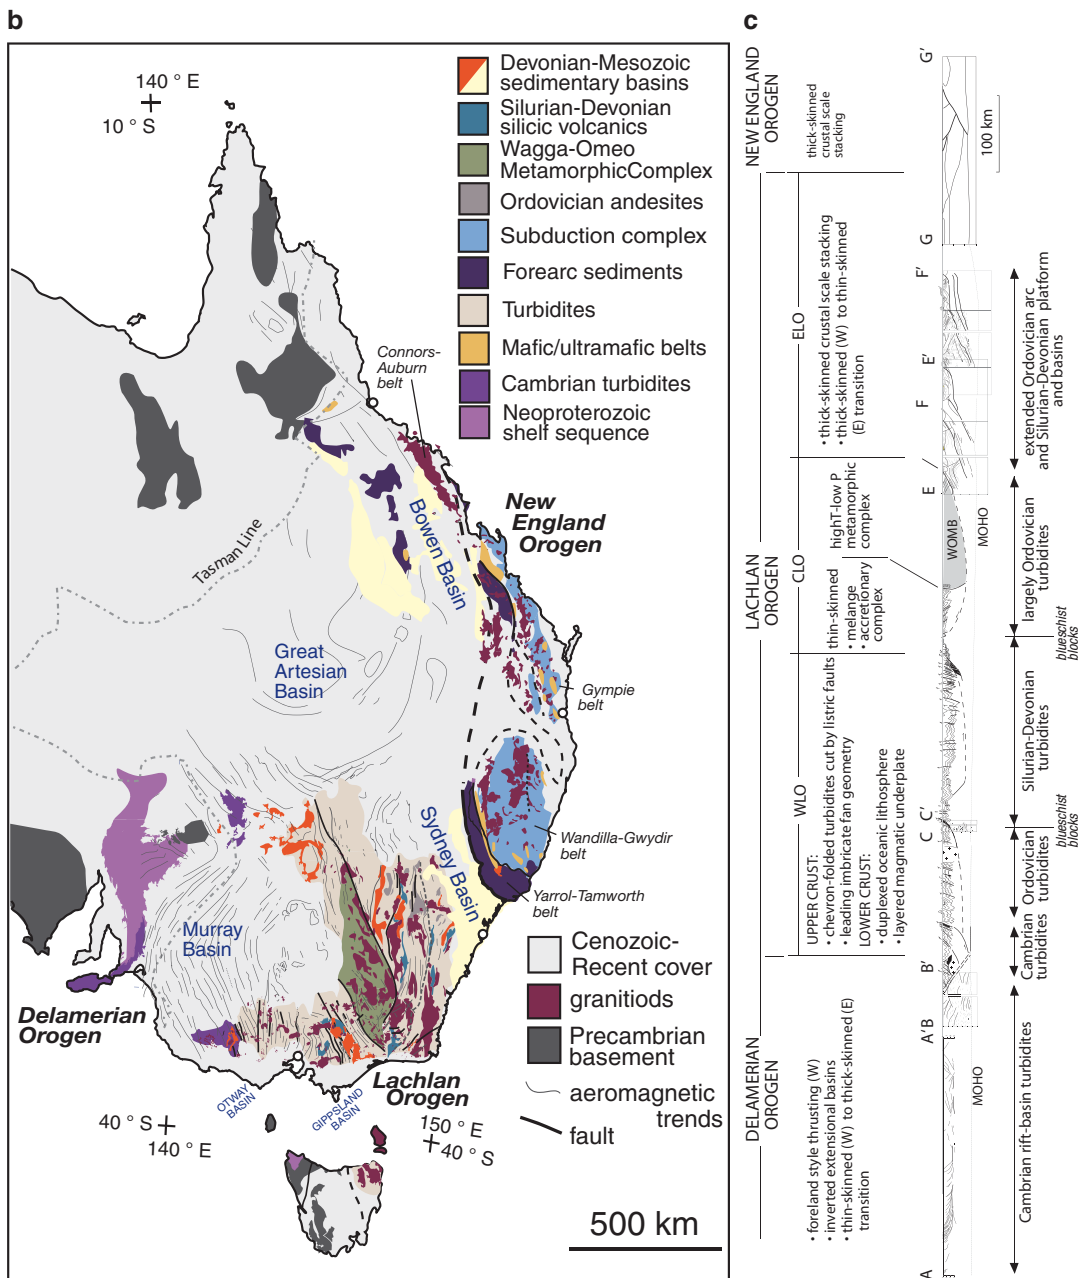 b
140 ° E
10 ° S
Devonian-Mesozoic
sedimentary basins
Silurian-Devonian
silicic volcanics
Wagga-Omeo
MetamorphicComplex
Ordovician andesites
Subduction complex
Forearc sediments
Turbidites
Mafic/ultramafic belts
Cambrian turbidites
Neoproterozoic
shelf sequence
Connors-
Auburn
belt
New
England
Orogen
Bowen Basin
Tasman Line
Great
Artesian
Basin
Gympie
belt
Sydney Basin
Wandilla-Gwydir
belt
Yarrol-Tamworth
belt
Murray
Basin
Delamerian
Orogen
Cenozoic-
Recent cover
granitiods
Precambrian
basement
aeromagnetic
trends
fault
Lachlan
Orogen
OTWAY
BASIN
GIPPSLAND
BASIN
40 ° S
140 ° E
150 ° E
40 ° S
500 km
c
NEW ENGLAND
OROGEN
thick-skinned
crustal scale
stacking
G'
100 km
G
LACHLAN
OROGEN
ELO
• thick-skinned crustal scale stacking
• thick-skinned (W) to thin-skinned
(E) transition
F'
E'
F
E
extended Ordovician arc
and Silurian-Devonian platform
and basins
CLO
highT-low P
metamorphic
complex
thin-skinned
• melange
• accretionary
complex
WOMB
MOHO
largely Ordovician
turbidites
blueschist
blocks
WLO
UPPER CRUST:
• chevron-folded turbidites cut by listric faults
• leading imbricate fan geometry
LOWER CRUST:
• duplexed oceanic lithosphere
• layered magmatic underplate
Silurian-Devonian
turbidites
C'
C
blueschist
blocks
Ordovician
turbidites
Cambrian
turbidites
B'
B
A'
DELAMERIAN
OROGEN
• foreland style thrusting (W)
• inverted extensional basins
• thin-skinned (W) to thick-skinned (E)
transition
MOHO
Cambrian rift-basin turbidites
A